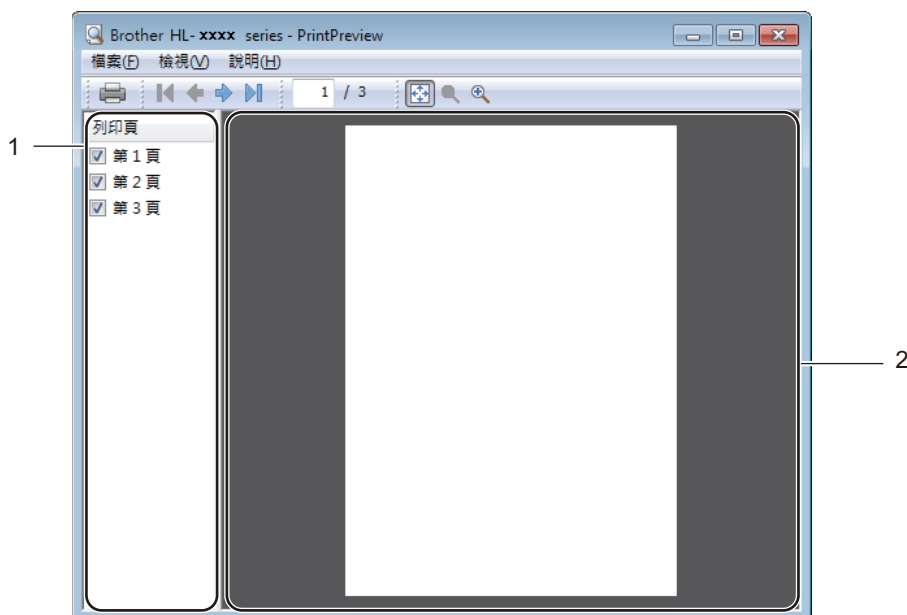 Brother HL- xxxx series - PrintPreview
檔案(F) 檢視(V) 說明(H)
1 / 3
列印頁
第 1 頁
第 2 頁
第 3 頁
1
2